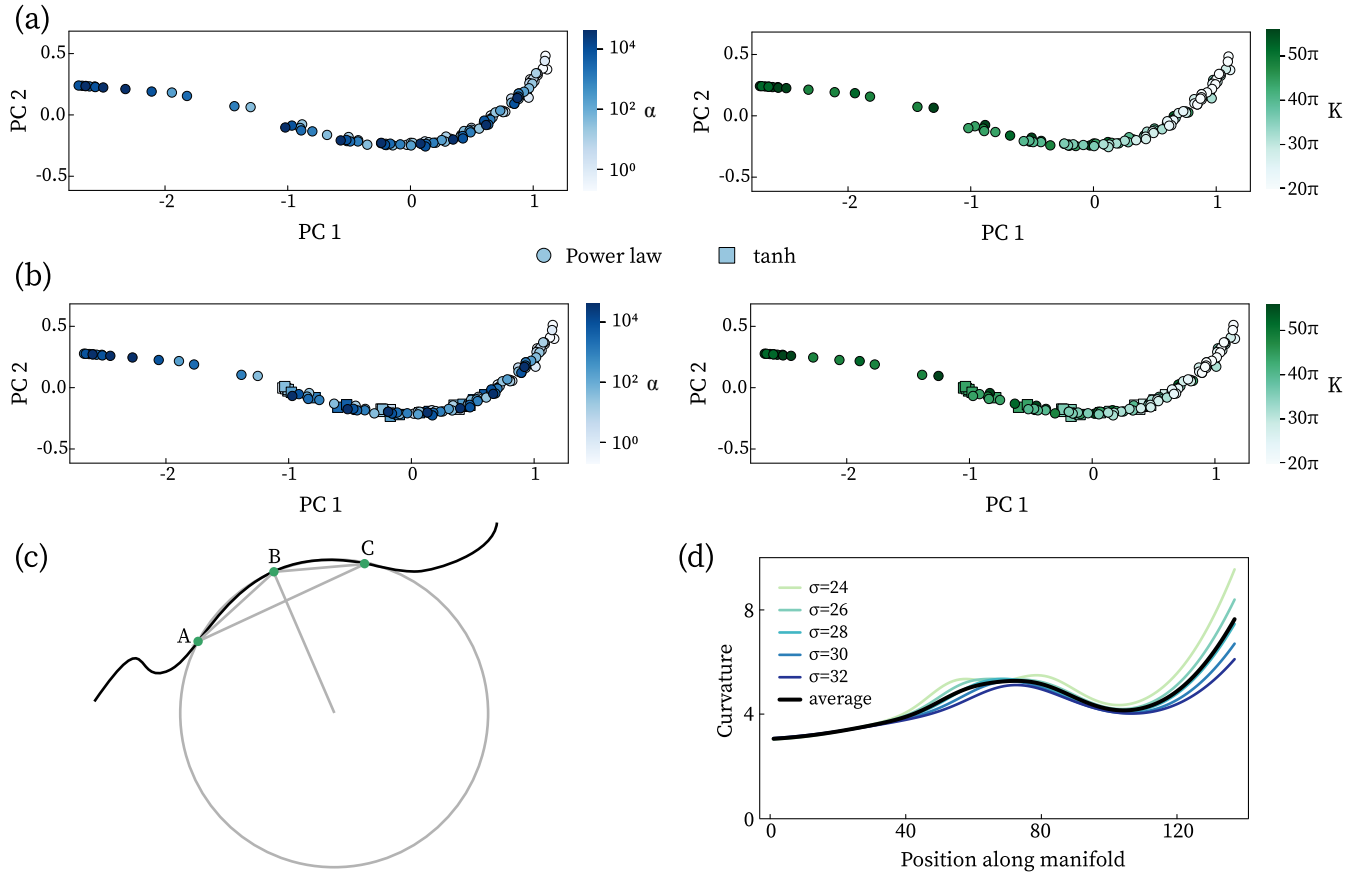 (a)
PC 2
0.5
0.0
-0.5
-2
-1
0
1
PC 1
10⁴
10²
10⁰
α
PC 2
0.5
0.0
-0.5
-2
-1
0
1
PC 1
50π
40π
30π
20π
K
Power law
tanh
(b)
PC 2
0.5
0.0
-0.5
-2
-1
0
1
PC 1
10⁴
10²
10⁰
α
PC 2
0.5
0.0
-0.5
-2
-1
0
1
PC 1
50π
40π
30π
20π
K
(c)
A
B
C
(d)
Curvature
8
4
0
σ=24
σ=26
σ=28
σ=30
σ=32
average
0
40
80
120
Position along manifold